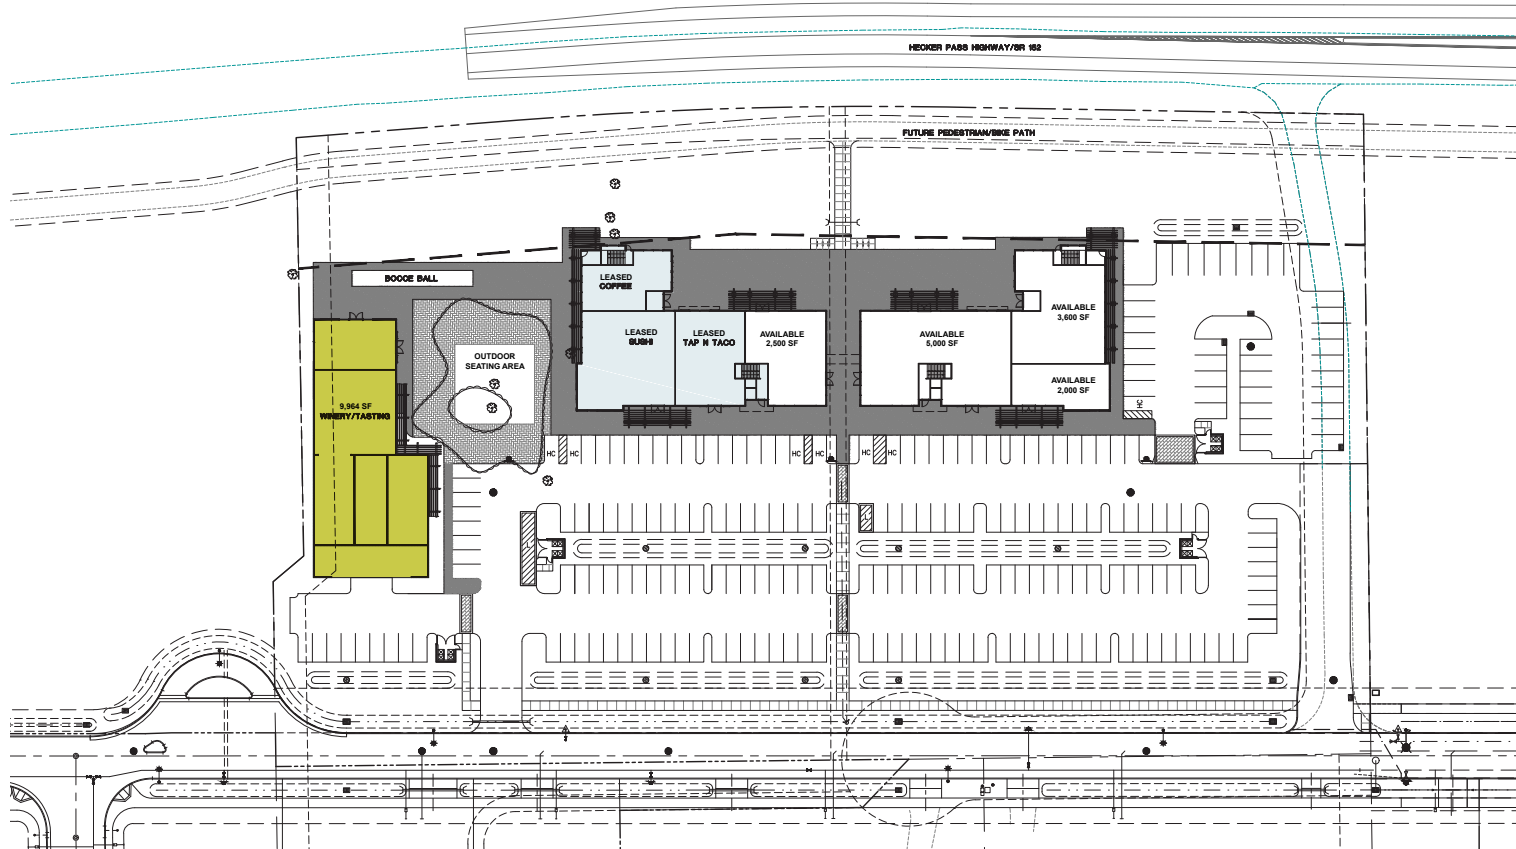 HECKER PASS HIGHWAY/SR 152
FUTURE PEDESTRIAN/BIKE PATH
BOCCE BALL
LEASED
COFFEE
LEASED
SUSHI
LEASED
TAP N TACO
AVAILABLE
2,500 SF
AVAILABLE
5,000 SF
AVAILABLE
3,600 SF
AVAILABLE
2,000 SF
OUTDOOR
SEATING AREA
9,964 SF
WINERY/TASTING
HC
HC
HC
HC
HC
HC